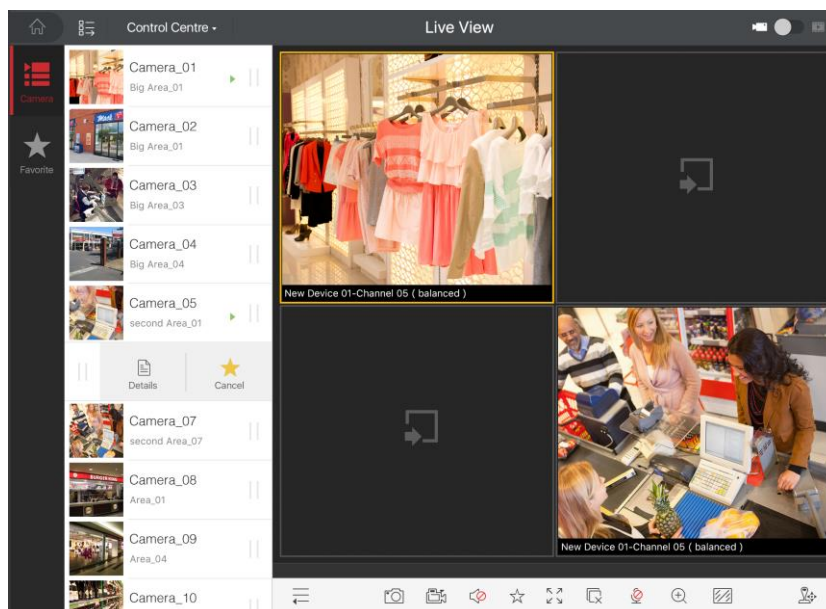 Control Centre
Live View
Camera
Favorite
Camera_01
Big Area_01
Camera_02
Big Area_01
Camera_03
Big Area_03
Camera_04
Big Area_04
Camera_05
second Area_01
Details
Cancel
Camera_07
second Area_07
Camera_08
Area_01
Camera_09
Area_04
Camera_10
New Device 01-Channel 05 ( balanced )
New Device 01-Channel 05 ( balanced )